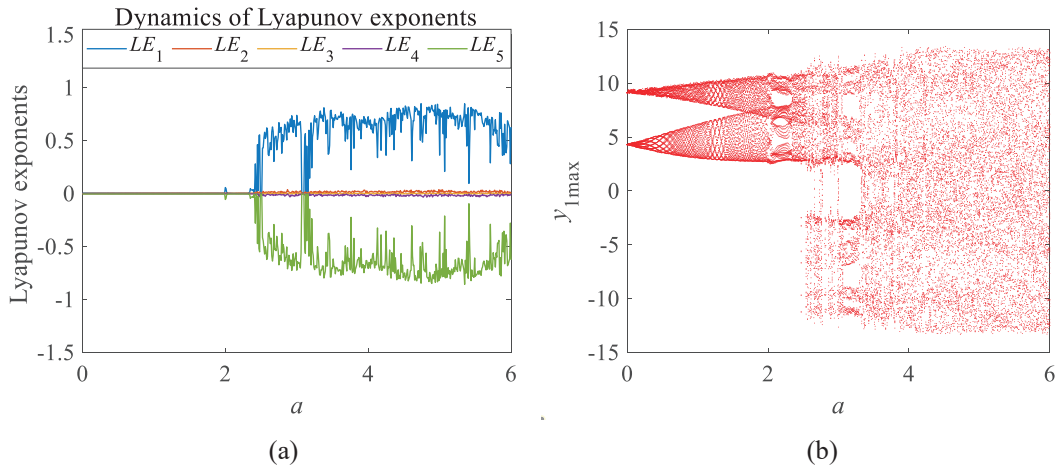 Dynamics of Lyapunov exponents
LE1 LE2 LE3 LE4 LE5
1.5
1
0.5
0
-0.5
-1
-1.5
Lyapunov exponents
0 2 4 6
a
(a)
15
10
5
0
-5
-10
-15
y1max
0 2 4 6
a
(b)